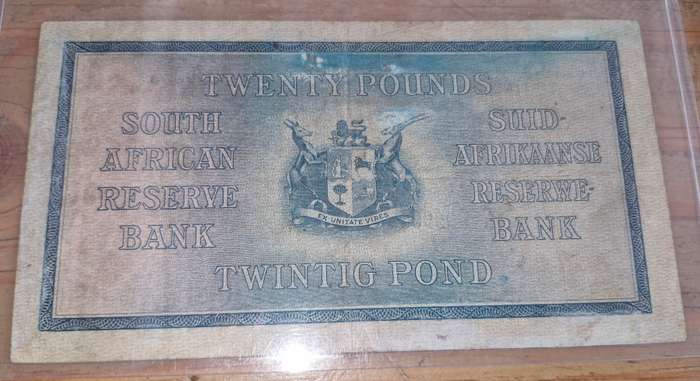 TWENTY POUNDS
SOUTH
AFRICAN
RESERVE
BANK
SUID-
AFRIKAANSE
RESERWE-
BANK
EX UNITATE VIRES
TWINTIG POND